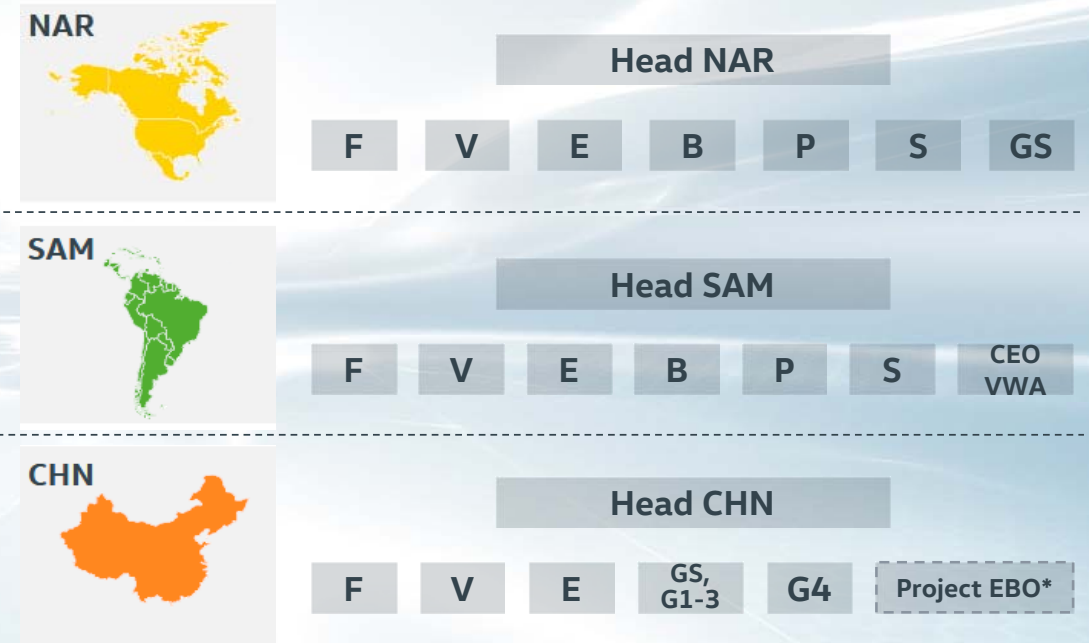 NAR
Head NAR
F V E B P S GS
SAM
Head SAM
F V E B P S CEO
VWA
CHN
Head CHN
F V E GS,
G1-3 G4 Project EBO*